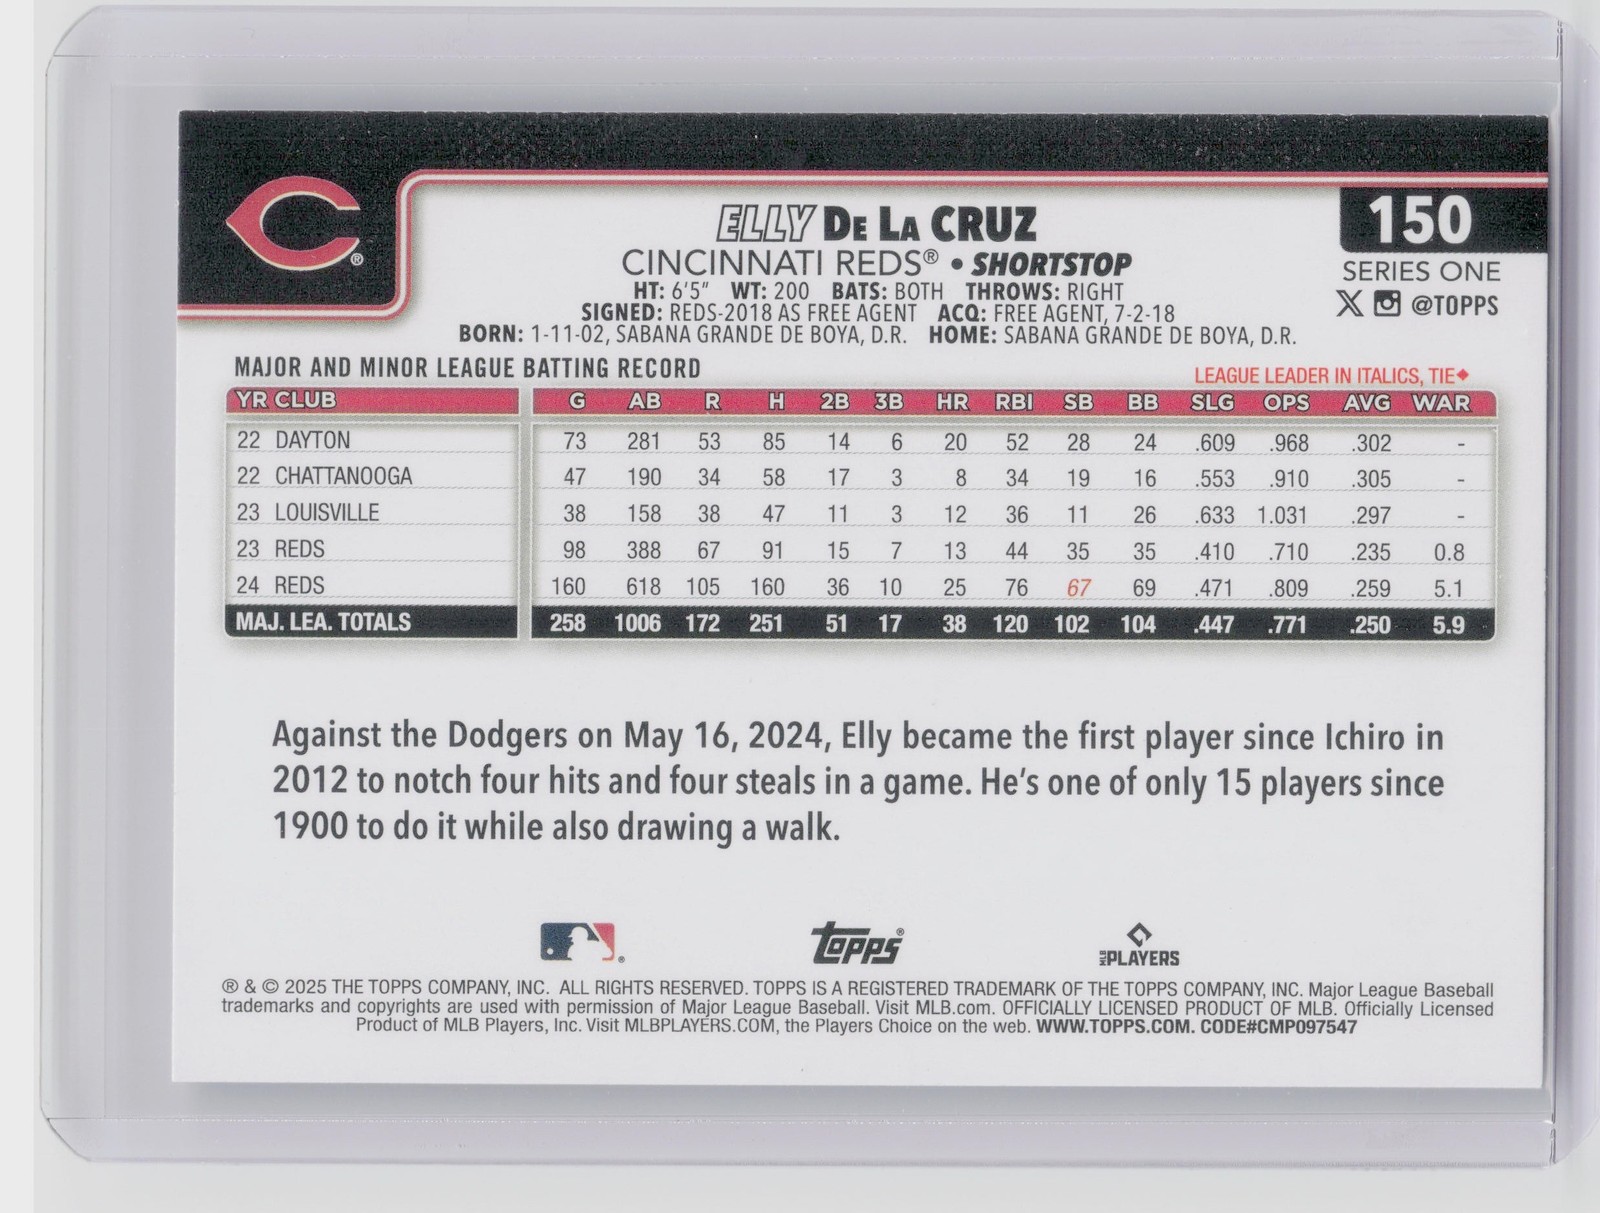 ELLY DE LA CRUZ
150
CINCINNATI REDS® • SHORTSTOP
SERIES ONE
HT: 6'5" WT: 200 BATS: BOTH THROWS: RIGHT
@TOPPS
SIGNED: REDS-2018 AS FREE AGENT ACQ: FREE AGENT, 7-2-18
BORN: 1-11-02, SABANA GRANDE DE BOYA, D.R. HOME: SABANA GRANDE DE BOYA, D.R.
MAJOR AND MINOR LEAGUE BATTING RECORD
LEAGUE LEADER IN ITALICS, TIE◆
YR CLUB G AB R H 2B 3B HR RBI SB BB SLG OPS AVG WAR
22 DAYTON 73 281 53 85 14 6 20 52 28 24 .609 .968 .302 -
22 CHATTANOOGA 47 190 34 58 17 3 8 34 19 16 .553 .910 .305 -
23 LOUISVILLE 38 158 38 47 11 3 12 36 11 26 .633 1.031 .297 -
23 REDS 98 388 67 91 15 7 13 44 35 35 .410 .710 .235 0.8
24 REDS 160 618 105 160 36 10 25 76 67 69 .471 .809 .259 5.1
MAJ. LEA. TOTALS 258 1006 172 251 51 17 38 120 102 104 .447 .771 .250 5.9
Against the Dodgers on May 16, 2024, Elly became the first player since Ichiro in
2012 to notch four hits and four steals in a game. He's one of only 15 players since
1900 to do it while also drawing a walk.
Topps®
MLB PLAYERS
® & © 2025 THE TOPPS COMPANY, INC. ALL RIGHTS RESERVED. TOPPS IS A REGISTERED TRADEMARK OF THE TOPPS COMPANY, INC. Major League Baseball
trademarks and copyrights are used with permission of Major League Baseball. Visit MLB.com. OFFICIALLY LICENSED PRODUCT OF MLB. Officially Licensed
Product of MLB Players, Inc. Visit MLBPLAYERS.COM, the Players Choice on the web. WWW.TOPPS.COM. CODE#CMP097547